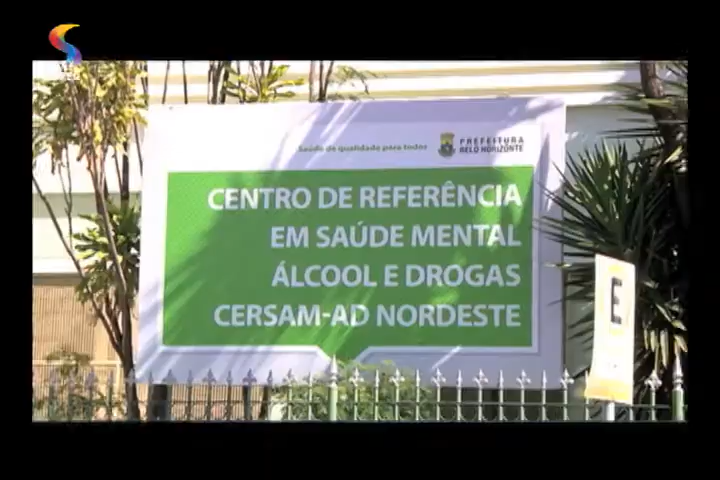 Saúde de qualidade para todos
PREFEITURA
BELO HORIZONTE
CENTRO DE REFERÊNCIA
EM SAÚDE MENTAL
ÁLCOOL E DROGAS
CERSAM-AD NORDESTE
E